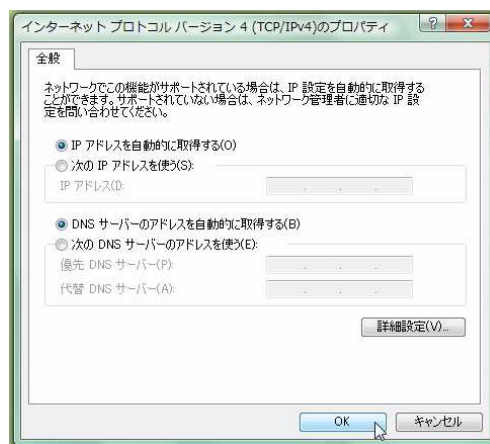 インターネット プロトコル バージョン 4 (TCP/IPv4)のプロパティ
全般
ネットワークでこの機能がサポートされている場合は、IP 設定を自動的に取得する
ことができます。サポートされていない場合は、ネットワーク管理者に適切な IP 設
定を問い合わせてください。
IP アドレスを自動的に取得する(O)
次の IP アドレスを使う(S):
IP アドレス(I):
DNS サーバーのアドレスを自動的に取得する(B)
次の DNS サーバーのアドレスを使う(E):
優先 DNS サーバー(P):
代替 DNS サーバー(A):
詳細設定(V)...
OK
キャンセル